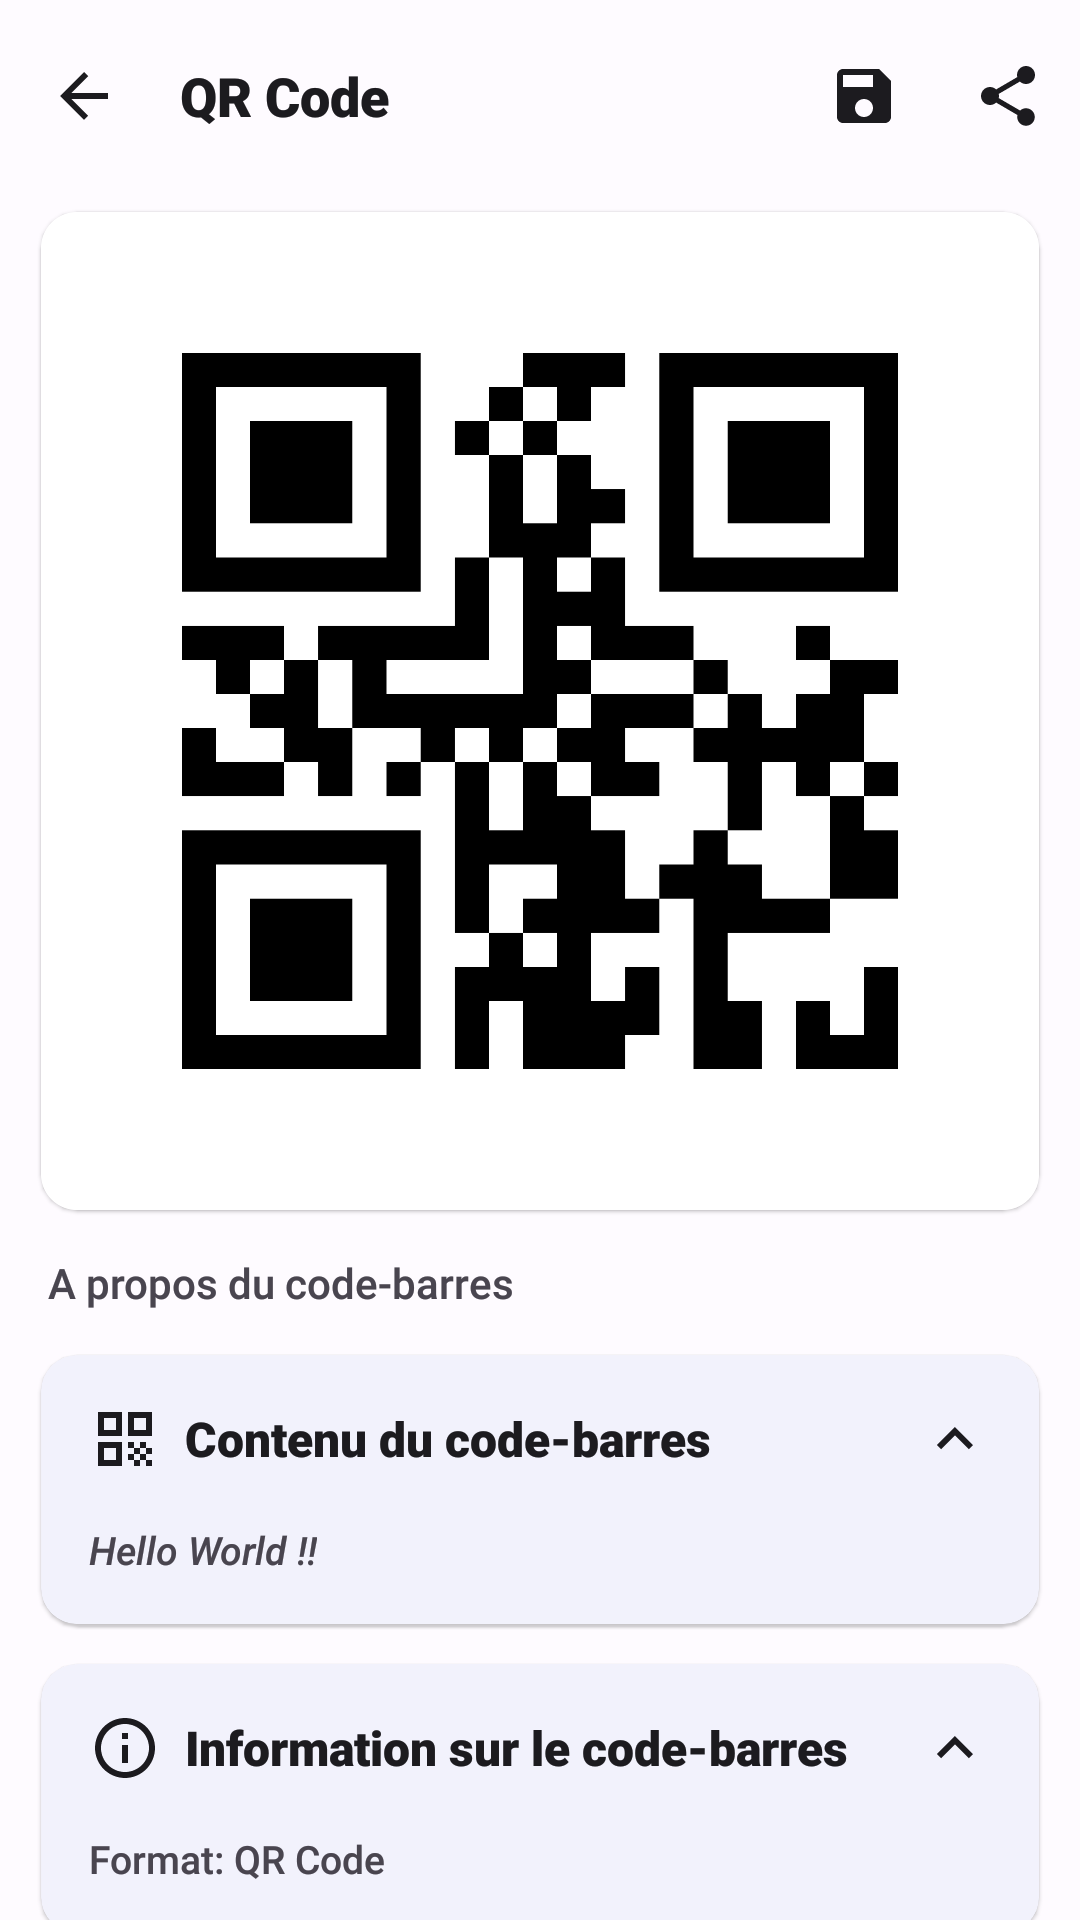 QR Code
A propos du code-barres
Contenu du code-barres
Hello World !!
Information sur le code-barres
Format: QR Code